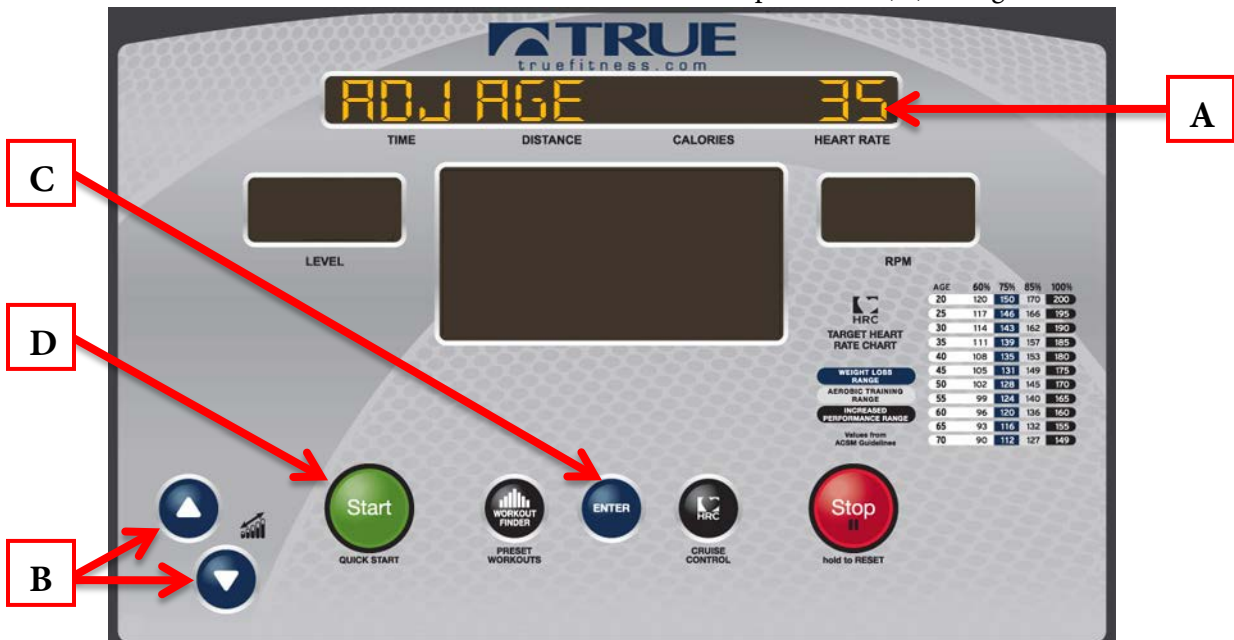 TRUE
truefitness.com
ADJ AGE 35
TIME DISTANCE CALORIES HEART RATE
A
C
LEVEL
RPM
HRC
TARGET HEART
RATE CHART
WEIGHT LOSS
RANGE
AEROBIC TRAINING
RANGE
INCREASED
PERFORMANCE RANGE
Values from
ACSM Guidelines
AGE 60% 75% 85% 100%
20 120 150 170 200
25 117 146 166 195
30 114 143 162 190
35 111 139 157 185
40 108 135 153 180
45 105 131 149 175
50 102 128 145 170
55 99 124 140 165
60 96 120 136 160
65 93 116 132 155
70 90 112 127 149
D
Start
QUICK START
WORKOUT
FINDER
PRESET
WORKOUTS
ENTER
HRC
CRUISE
CONTROL
Stop
hold to RESET
B